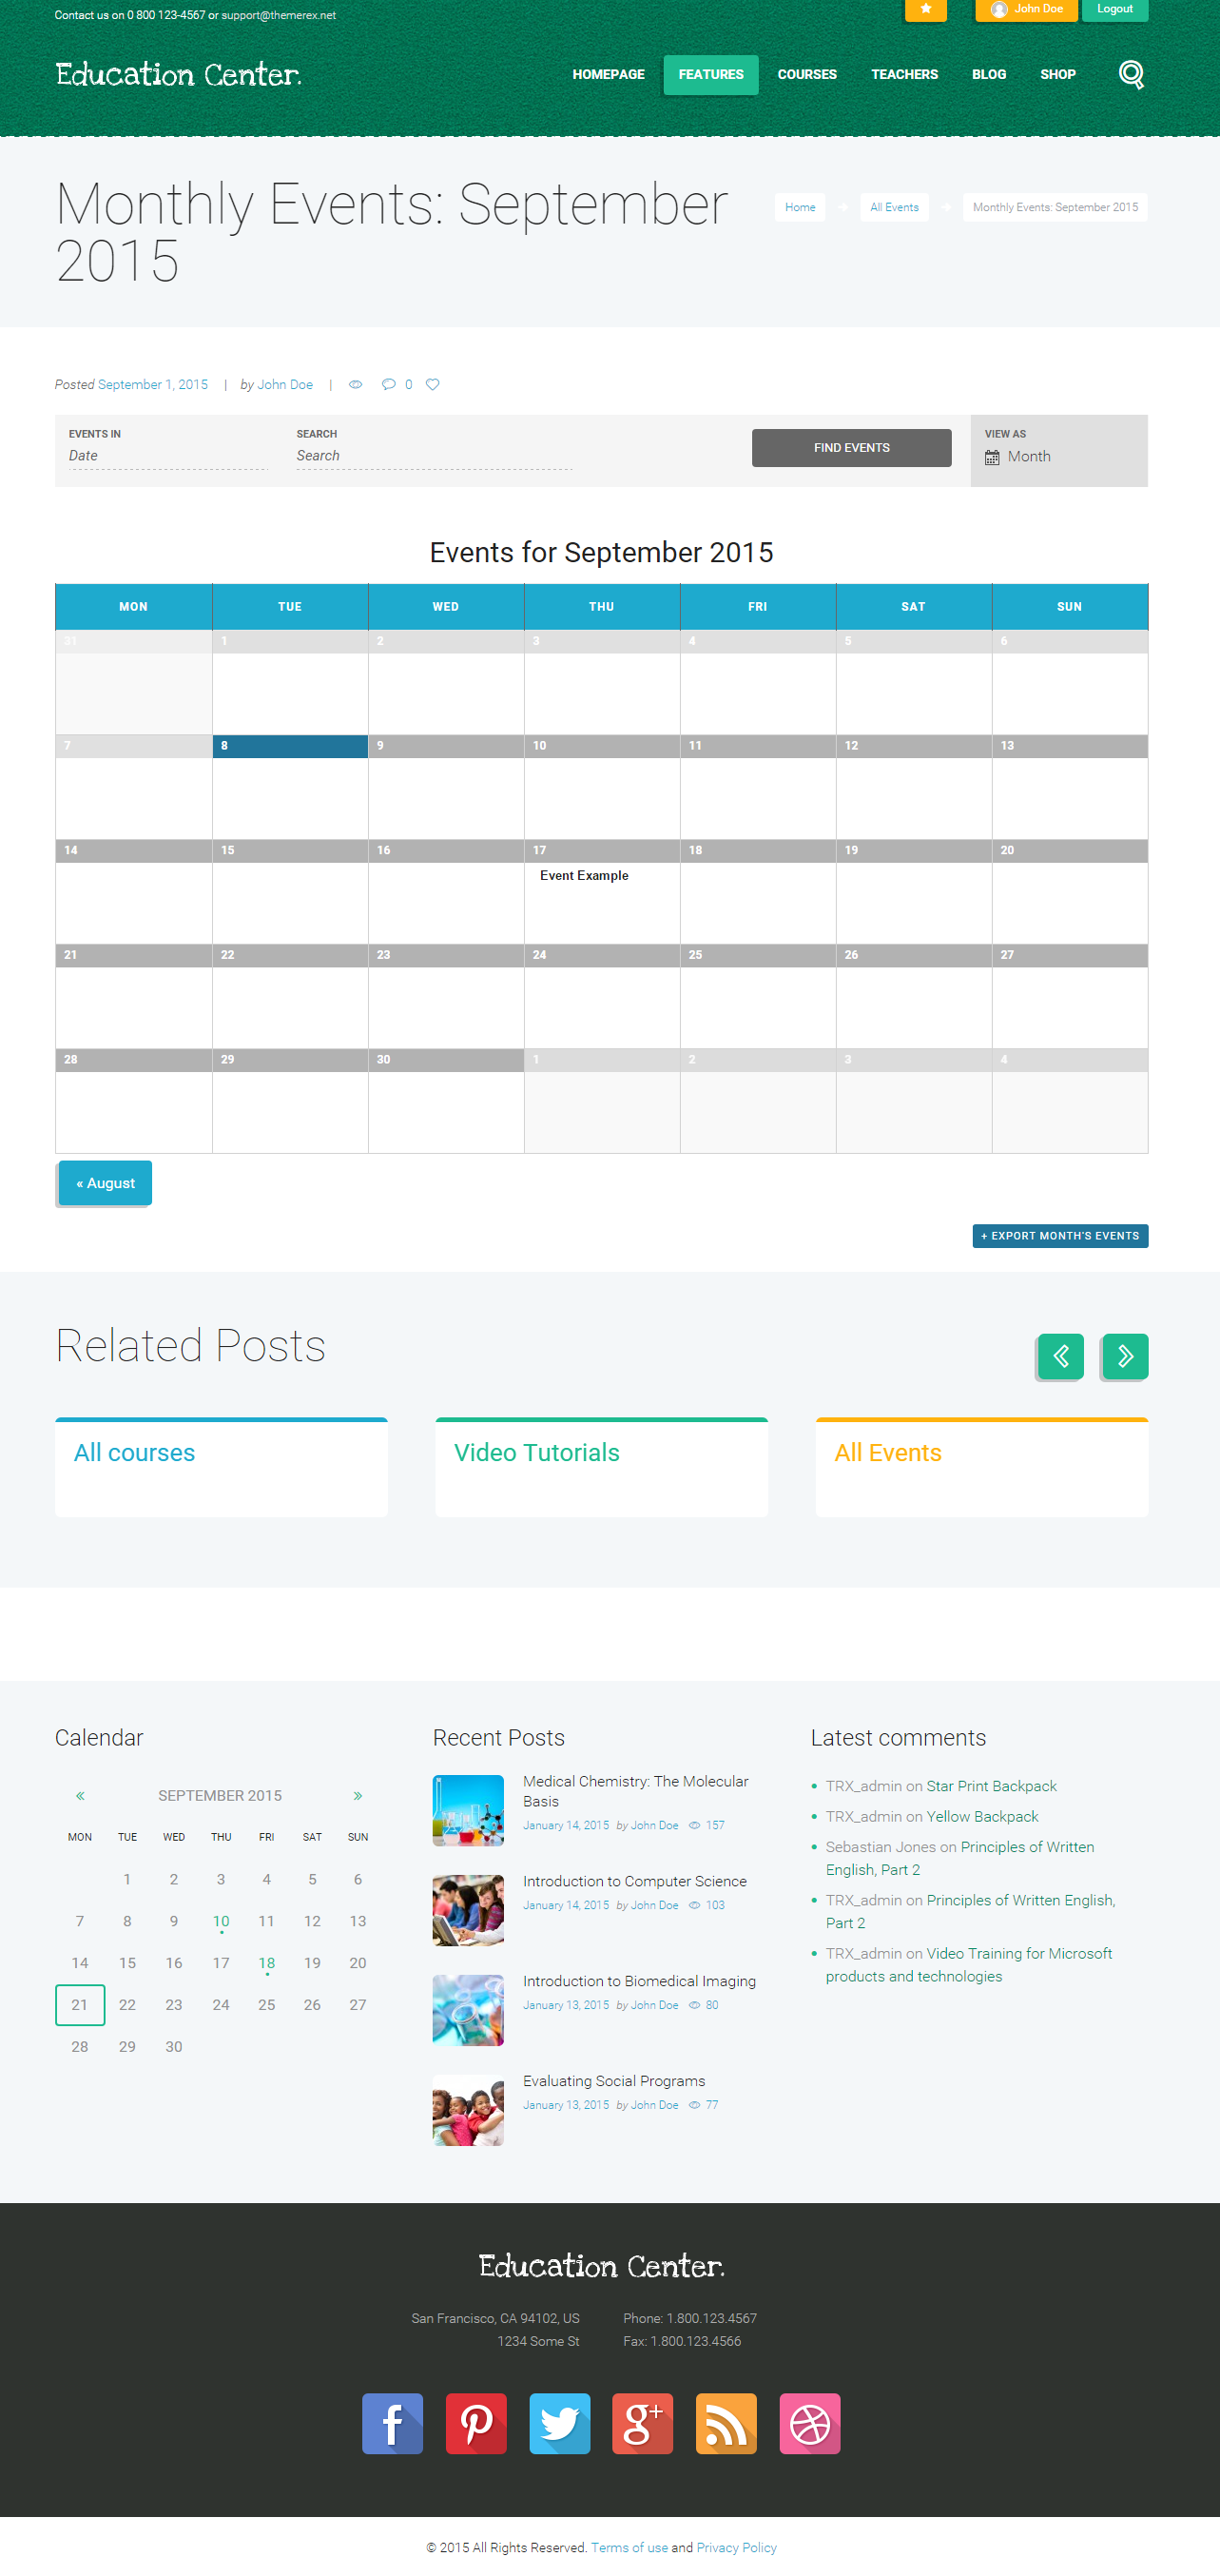 Contact us on 0 800 123-4567 or support@themerex.net
John Doe
Logout
Education Center.
HOMEPAGE FEATURES COURSES TEACHERS BLOG SHOP
Monthly Events: September
2015
Home All Events Monthly Events: September 2015
Posted September 1, 2015 | by John Doe | 0
EVENTS IN SEARCH
Date Search
FIND EVENTS
VIEW AS
Month
Events for September 2015
MON TUE WED THU FRI SAT SUN
31 1 2 3 4 5 6
7 8 9 10 11 12 13
14 15 16 17 18 19 20
Event Example
21 22 23 24 25 26 27
28 29 30 1 2 3 4
« August
+ EXPORT MONTH'S EVENTS
Related Posts
All courses
Video Tutorials
All Events
Calendar
« SEPTEMBER 2015 »
MON TUE WED THU FRI SAT SUN
1 2 3 4 5 6
7 8 9 10 11 12 13
14 15 16 17 18 19 20
21 22 23 24 25 26 27
28 29 30
Recent Posts
Medical Chemistry: The Molecular
Basis
January 14, 2015 by John Doe 157
Introduction to Computer Science
January 14, 2015 by John Doe 103
Introduction to Biomedical Imaging
January 13, 2015 by John Doe 80
Evaluating Social Programs
January 13, 2015 by John Doe 77
Latest comments
• TRX_admin on Star Print Backpack
• TRX_admin on Yellow Backpack
• Sebastian Jones on Principles of Written
English, Part 2
• TRX_admin on Principles of Written English,
Part 2
• TRX_admin on Video Training for Microsoft
products and technologies
Education Center.
San Francisco, CA 94102, US
1234 Some St
Phone: 1.800.123.4567
Fax: 1.800.123.4566
f g+
© 2015 All Rights Reserved. Terms of use and Privacy Policy